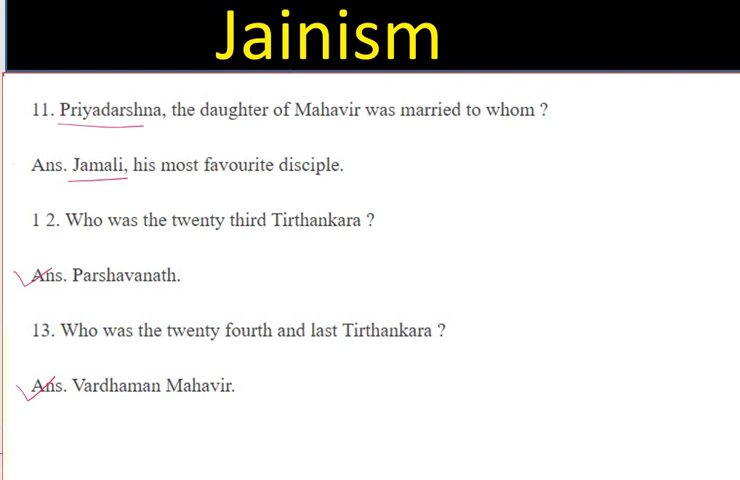 Jainism
11. Priyadarshna, the daughter of Mahavir was married to whom ?
Ans. Jamali, his most favourite disciple.
1 2. Who was the twenty third Tirthankara ?
Ans. Parshavanath.
13. Who was the twenty fourth and last Tirthankara ?
Ans. Vardhaman Mahavir.